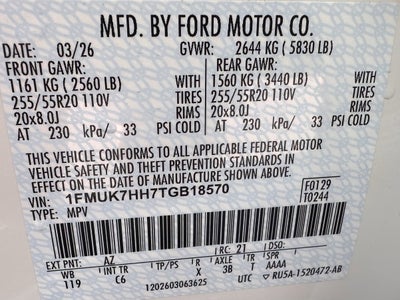 MFD. BY FORD MOTOR CO.
DATE: 03/26 GVWR: 2644 KG ( 5830 LB)
FRONT GAWR: REAR GAWR:
1161 KG ( 2560 LB) WITH 1560 KG ( 3440 LB) WITH
255/55R20 110V TIRES 255/55R20 110V TIRES
20x8.0J RIMS 20x8.0J RIMS
AT 230 kPa/ 33 PSI COLD AT 230 kPa/ 33 PSI COLD
THIS VEHICLE CONFORMS TO ALL APPLICABLE FEDERAL MOTOR
VEHICLE SAFETY AND THEFT PREVENTION STANDARDS IN
EFFECT ON THE DATE OF MANUFACTURE SHOWN ABOVE.
VIN: 1FMUK7HH7TGB18570 F0129
TYPE: MPV T0244
EXT PNT: AZ RC: 21 DSO:
WB INT TR R AX TR SPR
119 C6 X 3B T AAAA
1202603063625 UTC RU5A-1520472-AB